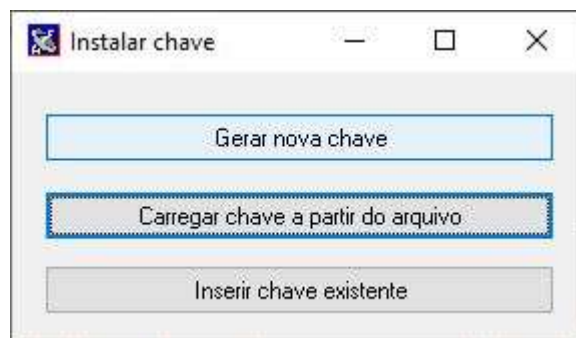 Instalar chave
Gerar nova chave
Carregar chave a partir do arquivo
Inserir chave existente